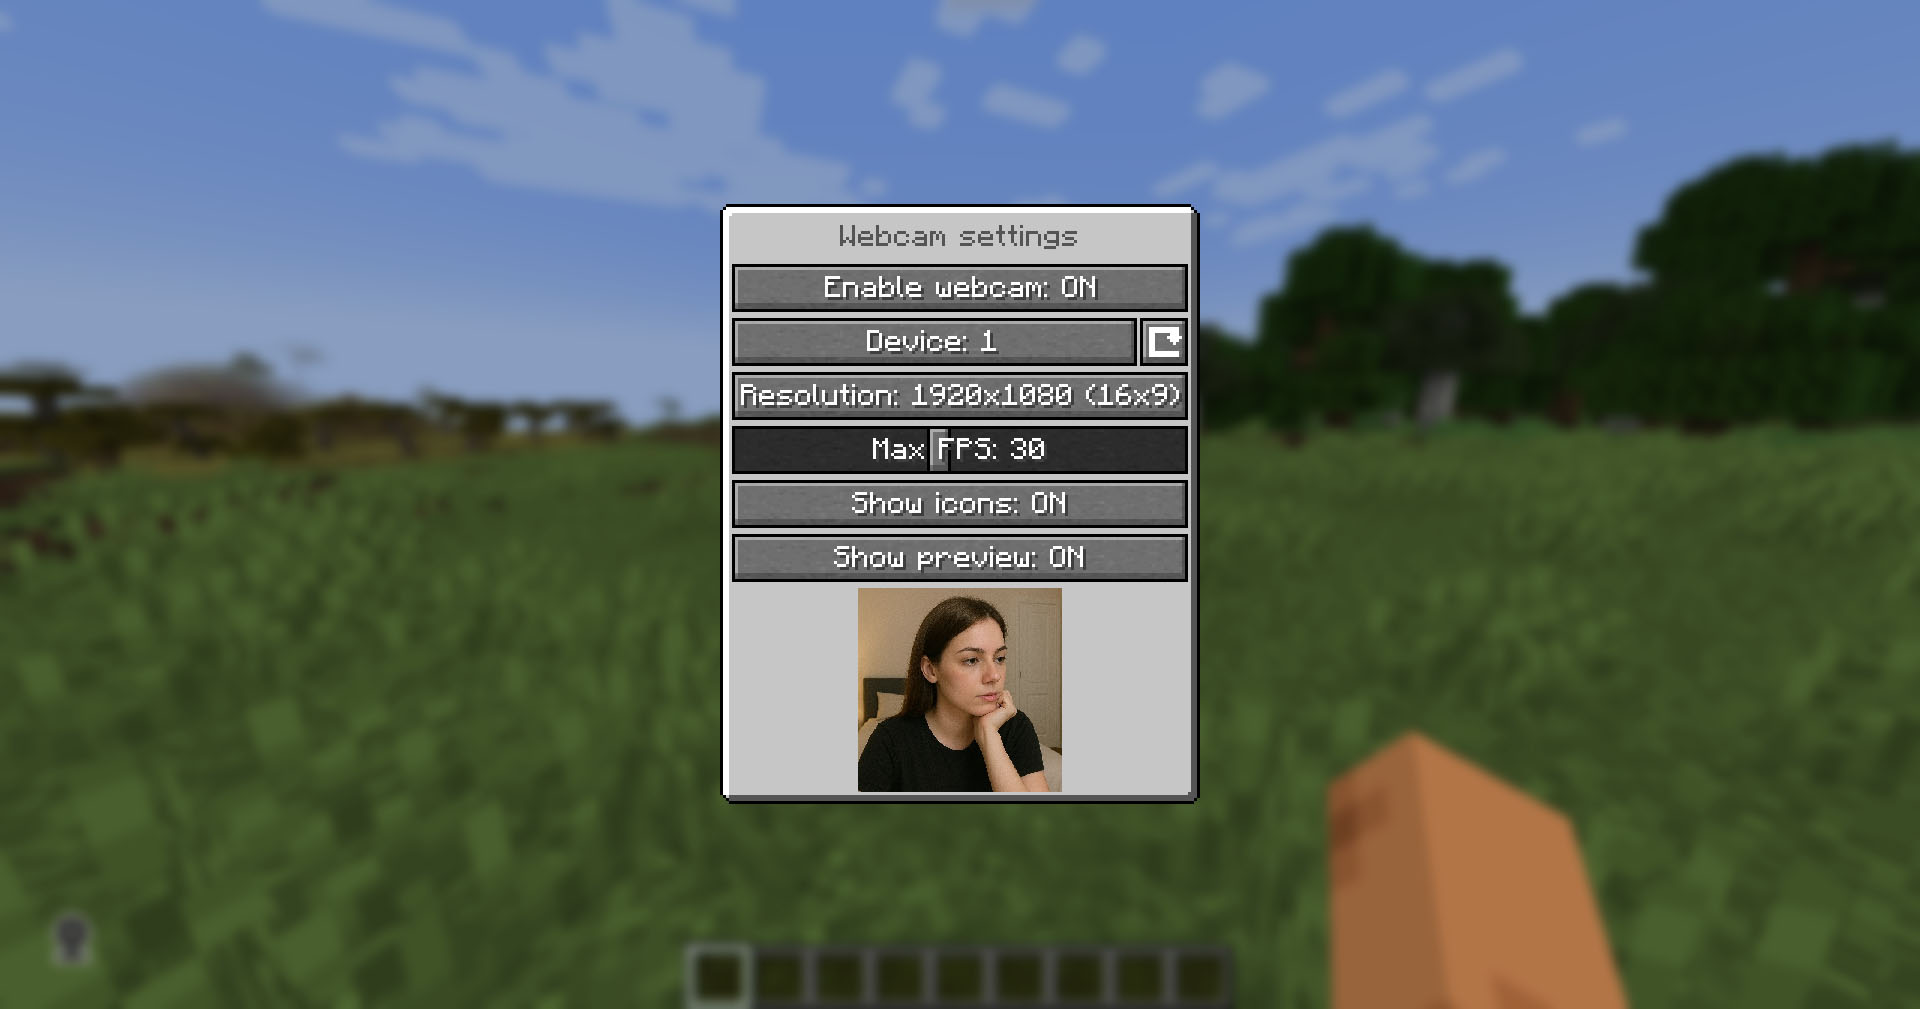 Webcam settings
Enable webcam: ON
Device: 1
Resolution: 1920x1080 (16x9)
Max FPS: 30
Show icons: ON
Show preview: ON